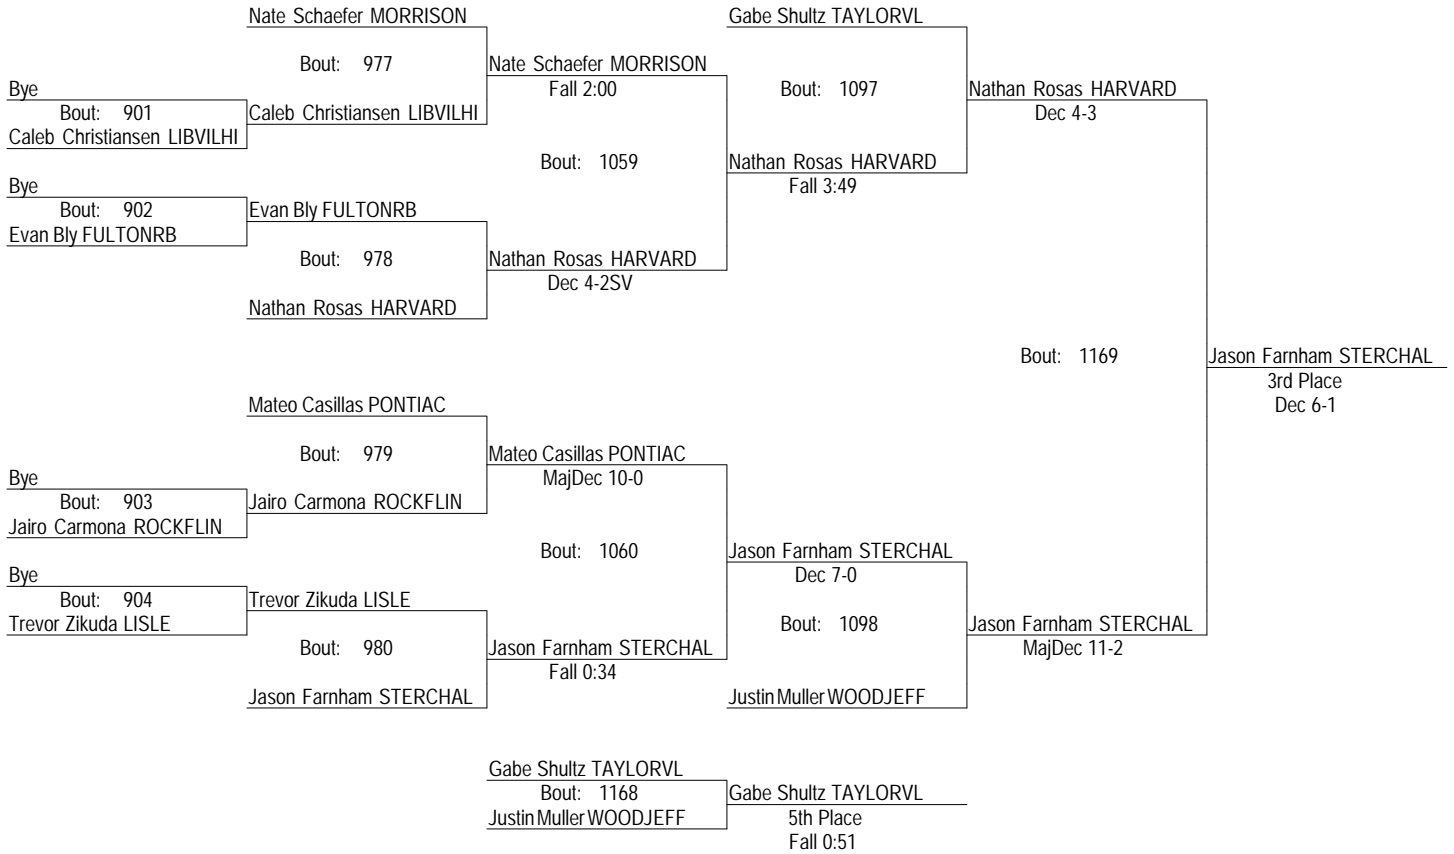 Nate Schaefer MORRISON
Gabe Shultz TAYLORVL
Bout: 977
Nate Schaefer MORRISON
Fall 2:00
Bye
Bout: 1097
Nathan Rosas HARVARD
Dec 4-3
Bout: 901
Caleb Christiansen LIBVILHI
Caleb Christiansen LIBVILHI
Bout: 1059
Nathan Rosas HARVARD
Fall 3:49
Bye
Bout: 902
Evan Bly FULTONRB
Evan Bly FULTONRB
Bout: 978
Nathan Rosas HARVARD
Dec 4-2SV
Nathan Rosas HARVARD
Bout: 1169
Jason Farnham STERCHAL
3rd Place
Dec 6-1
Mateo Casillas PONTIAC
Bout: 979
Mateo Casillas PONTIAC
MajDec 10-0
Bye
Bout: 903
Jairo Carmona ROCKFLIN
Jairo Carmona ROCKFLIN
Bout: 1060
Jason Farnham STERCHAL
Dec 7-0
Bye
Bout: 904
Trevor Zikuda LISLE
Trevor Zikuda LISLE
Bout: 1098
Jason Farnham STERCHAL
MajDec 11-2
Bout: 980
Jason Farnham STERCHAL
Fall 0:34
Jason Farnham STERCHAL
Justin Muller WOODJEFF
Gabe Shultz TAYLORVL
Bout: 1168
Gabe Shultz TAYLORVL
Justin Muller WOODJEFF
5th Place
Fall 0:51